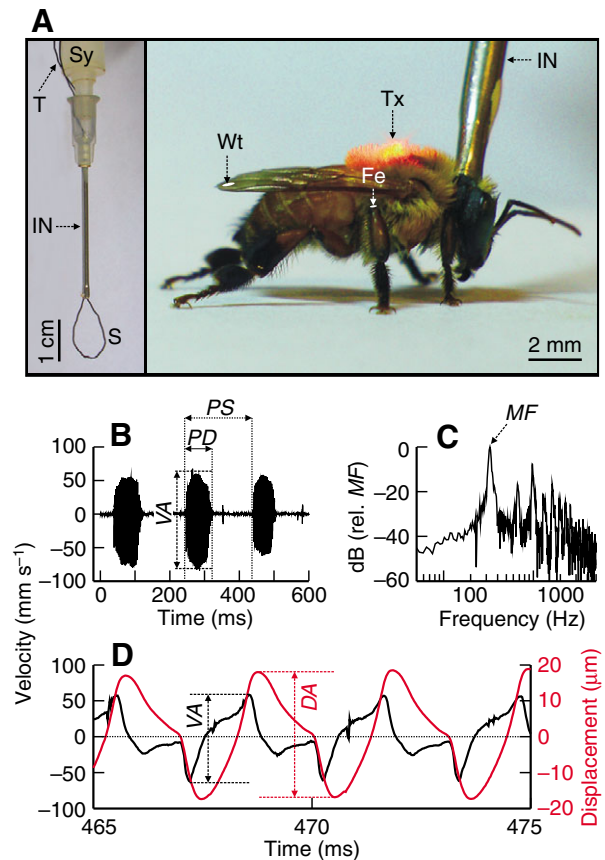 A
Sy
T
IN
S
1 cm
IN
Tx
Wt
Fe
2 mm
B
PS
PD
VA
100
50
0
–50
–100
0 200 400 600
Time (ms)
Velocity (mm s–1)
C
MF
dB (rel. MF)
0
–20
–40
–60
100 1000
Frequency (Hz)
D
VA
DA
100
50
0
–50
–100
20
10
0
–10
–20
Displacement (μm)
465 470 475
Time (ms)